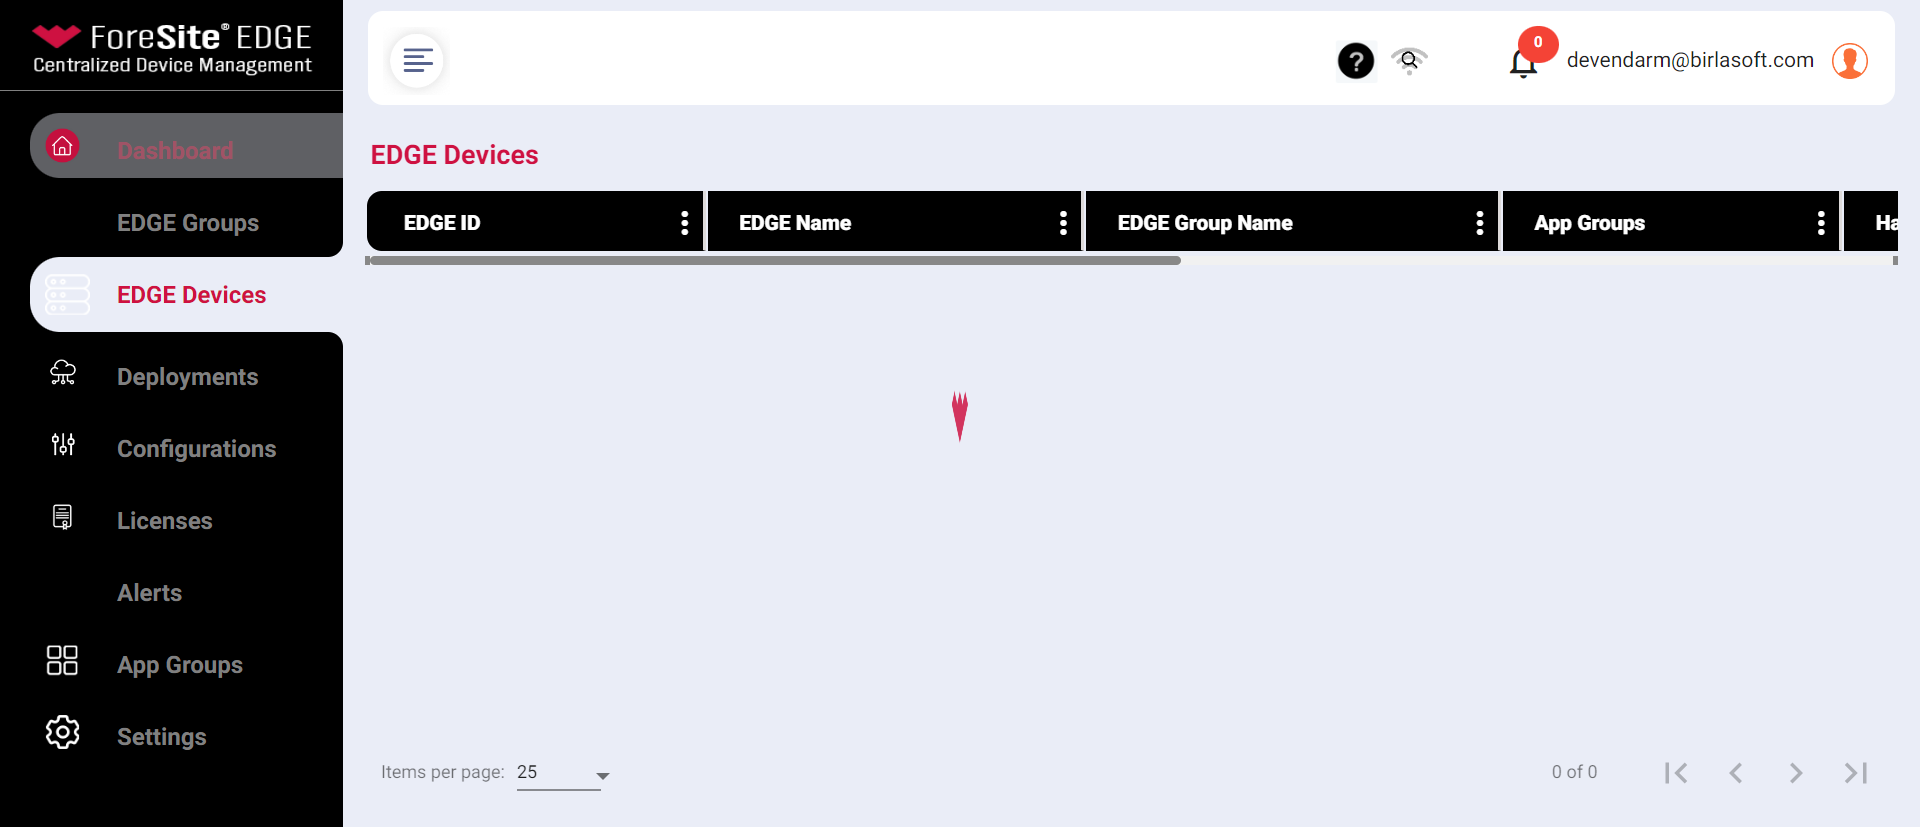 ForeSite® EDGE
Centralized Device Management
?
0
devendarm@birlasoft.com
Dashboard
EDGE Groups
EDGE Devices
Deployments
Configurations
Licenses
Alerts
App Groups
Settings
EDGE Devices
EDGE ID
EDGE Name
EDGE Group Name
App Groups
Ha
Items per page: 25
0 of 0